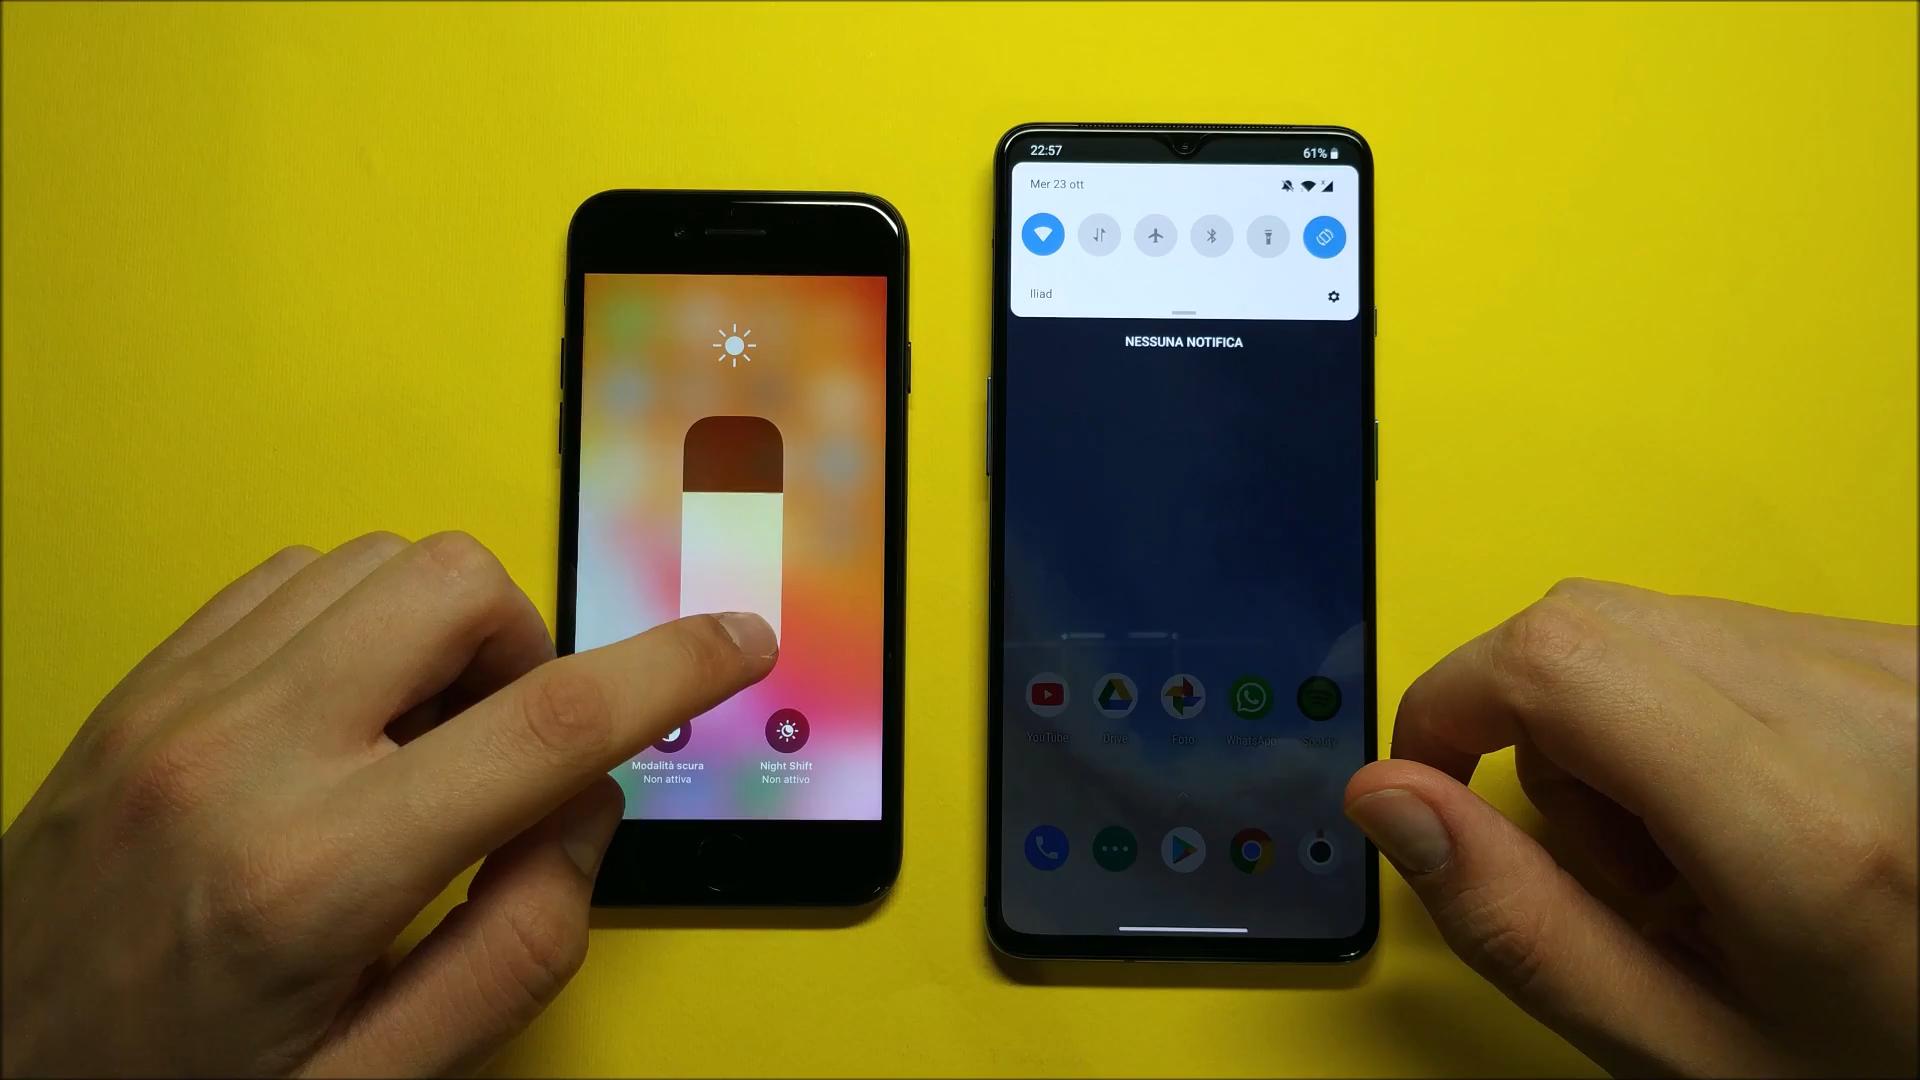 Modalità scura
Non attiva
Night Shift
Non attivo
22:57
61%
Mer 23 ott
Iliad
NESSUNA NOTIFICA
YouTube
Drive
Foto
WhatsApp
Spotify